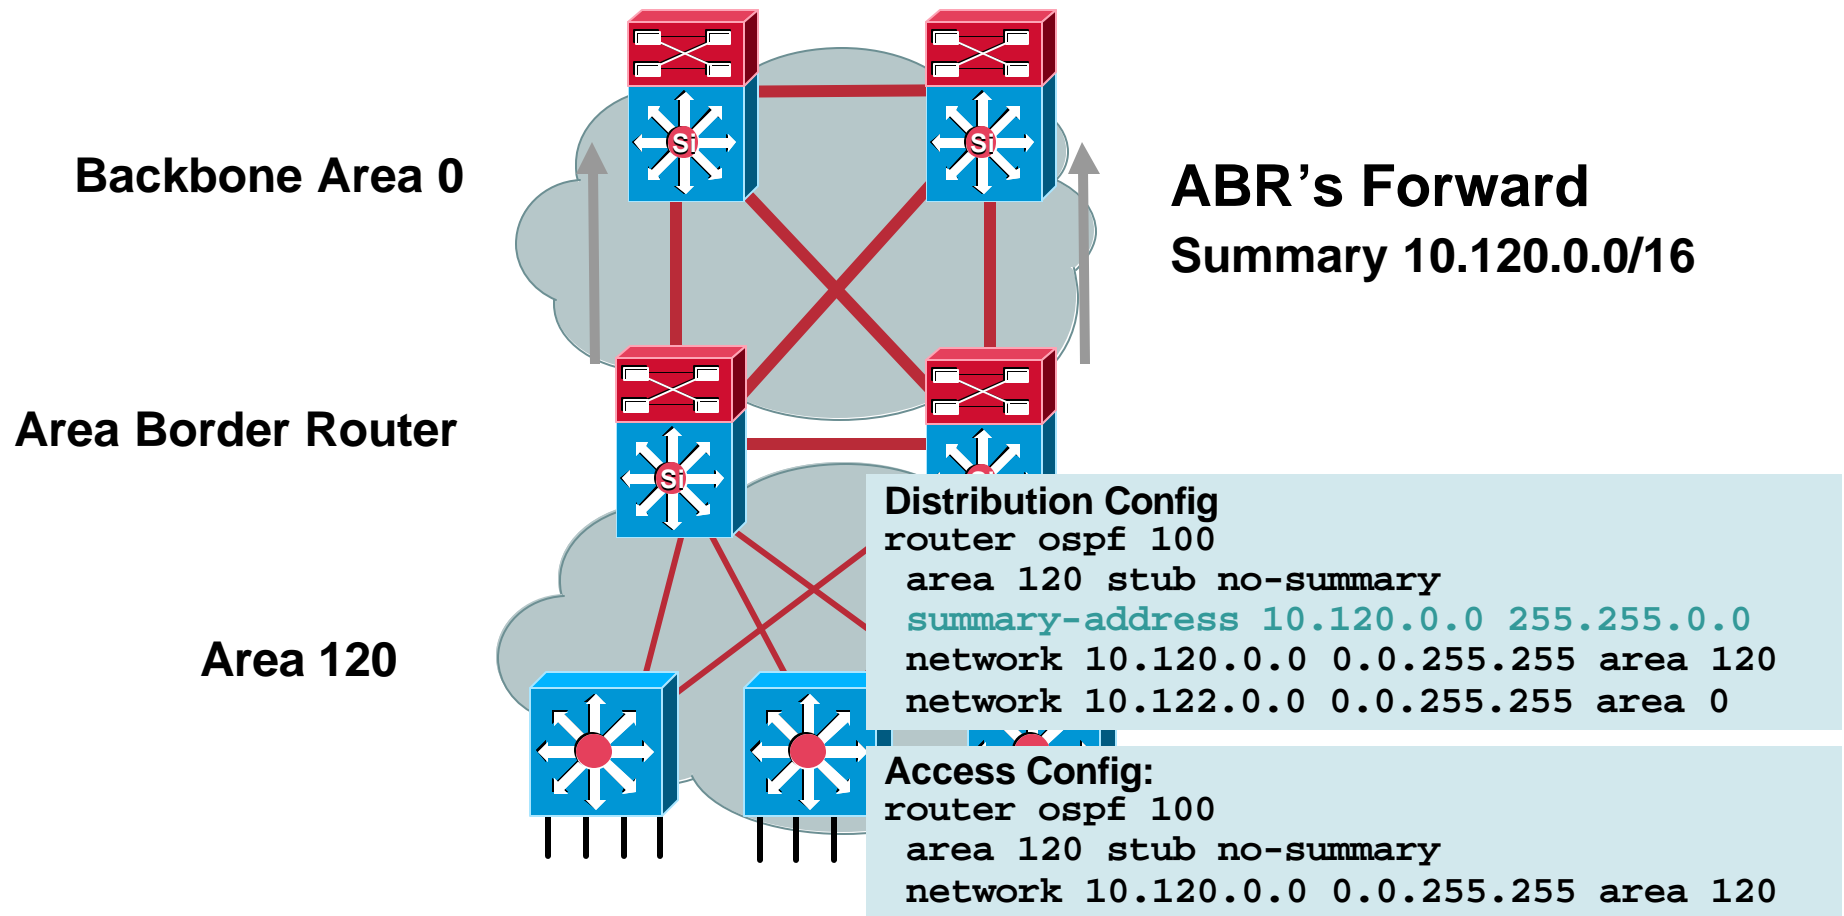 Si
Si
Backbone Area 0
ABR's Forward
Summary 10.120.0.0/16
Area Border Router
Si
Si
Area 120
Distribution Config
router ospf 100
area 120 stub no-summary
summary-address 10.120.0.0 255.255.0.0
network 10.120.0.0 0.0.255.255 area 120
network 10.122.0.0 0.0.255.255 area 0
Access Config:
router ospf 100
area 120 stub no-summary
network 10.120.0.0 0.0.255.255 area 120